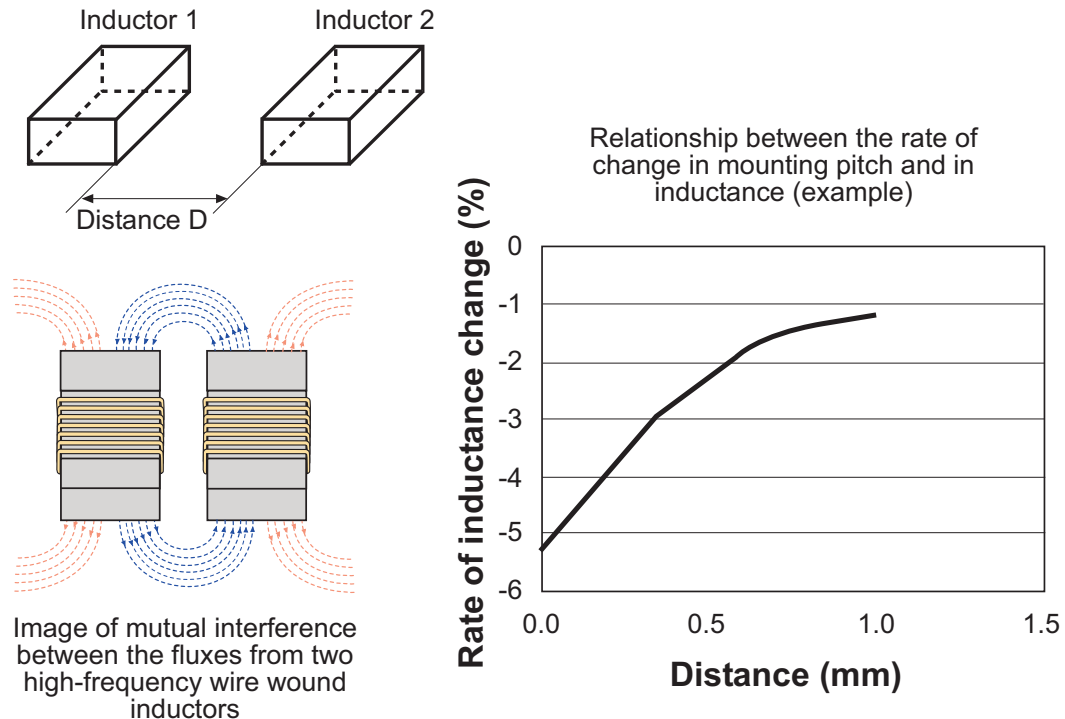 Inductor 1
Inductor 2
Distance D
Image of mutual interference
between the fluxes from two
high-frequency wire wound
inductors
Relationship between the rate of
change in mounting pitch and in
inductance (example)
Rate of inductance change (%)
0
-1
-2
-3
-4
-5
-6
0.0
0.5
1.0
1.5
Distance (mm)